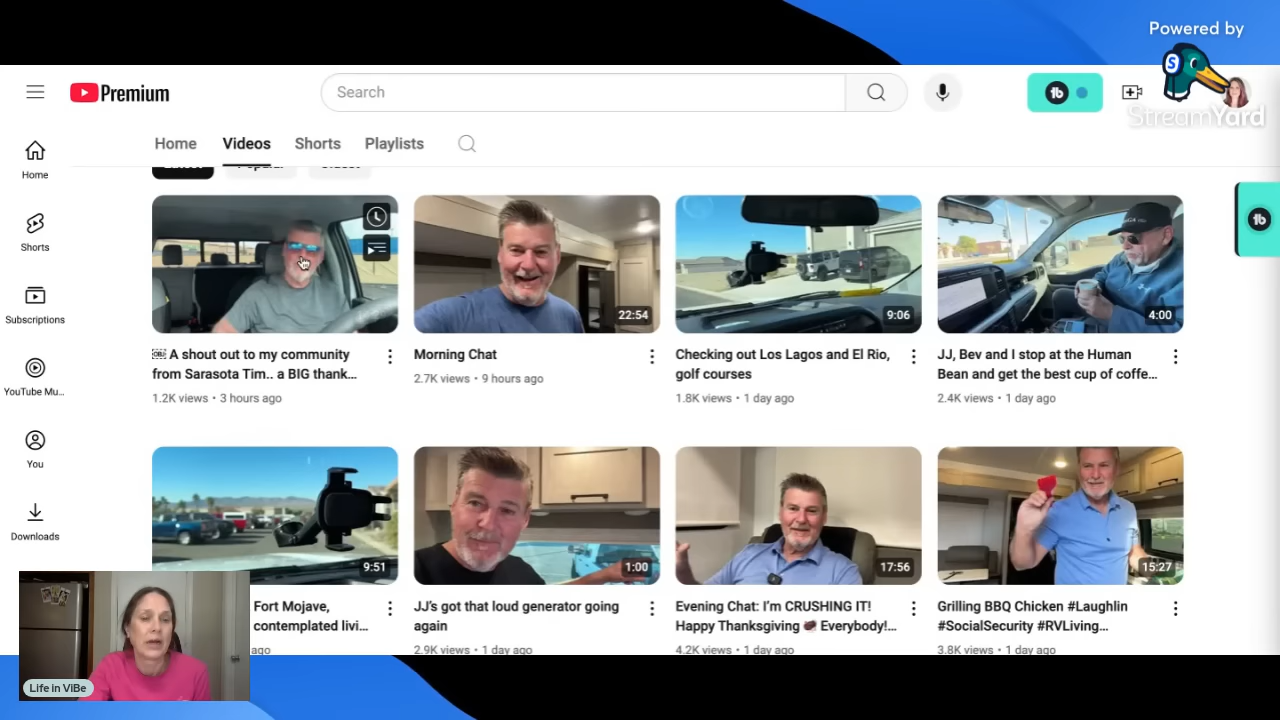 Powered by
StreamYard
Premium
Search
Home
Videos
Shorts
Playlists
Home
Shorts
Subscriptions
YouTube Mu...
You
Downloads
22:54
9:06
4:00
A shout out to my community
from Sarasota Tim.. a BIG thank...
1.2K views • 3 hours ago
Morning Chat
2.7K views • 9 hours ago
Checking out Los Lagos and El Rio,
golf courses
1.8K views • 1 day ago
JJ, Bev and I stop at the Human
Bean and get the best cup of coffe...
2.4K views • 1 day ago
9:51
1:00
17:56
15:27
Fort Mojave,
contemplated livi...
ago
JJ's got that loud generator going
again
2.9K views • 1 day ago
Evening Chat: I'm CRUSHING IT!
Happy Thanksgiving 🍗 Everybody!...
4.2K views • 1 day ago
Grilling BBQ Chicken #Laughlin
#SocialSecurity #RVLiving...
3.8K views • 1 day ago
Life in VIBe